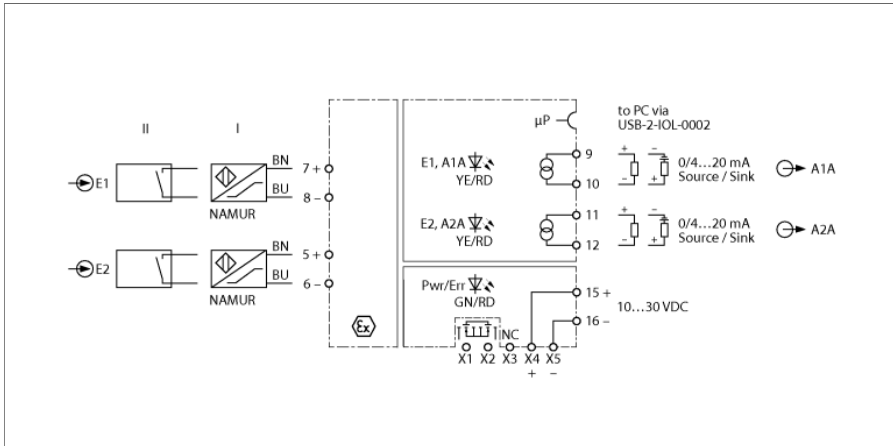 II
I
to PC via
USB-2-IOL-0002
μP
E1
BN
7 +
BU
8 –
NAMUR
E1, A1A
YE/RD
9
10
+ –
– +
0/4...20 mA
Source / Sink
A1A
E2
BN
5 +
BU
6 –
NAMUR
E2, A2A
YE/RD
11
12
+ –
– +
0/4...20 mA
Source / Sink
A2A
Ex
Pwr/Err
GN/RD
15 +
16 –
10...30 VDC
NC
X1 X2 X3 X4 X5
+ –